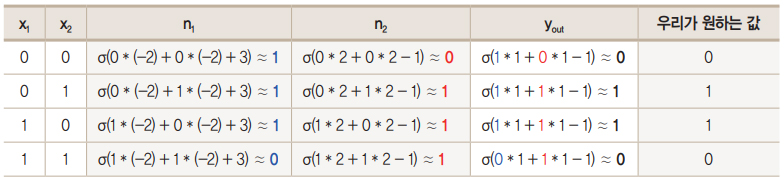 x₁ x₂ n₁ n₂ yout 우리가 원하는 값
0 0 σ(0 * (−2) + 0 * (−2) + 3) ≈ 1 σ(0 * 2 + 0 * 2 − 1) ≈ 0 σ(1 * 1 + 0 * 1 − 1) ≈ 0 0
0 1 σ(0 * (−2) + 1 * (−2) + 3) ≈ 1 σ(0 * 2 + 1 * 2 − 1) ≈ 1 σ(1 * 1 + 1 * 1 − 1) ≈ 1 1
1 0 σ(1 * (−2) + 0 * (−2) + 3) ≈ 1 σ(1 * 2 + 0 * 2 − 1) ≈ 1 σ(1 * 1 + 1 * 1 − 1) ≈ 1 1
1 1 σ(1 * (−2) + 1 * (−2) + 3) ≈ 0 σ(1 * 2 + 1 * 2 − 1) ≈ 1 σ(0 * 1 + 1 * 1 − 1) ≈ 0 0